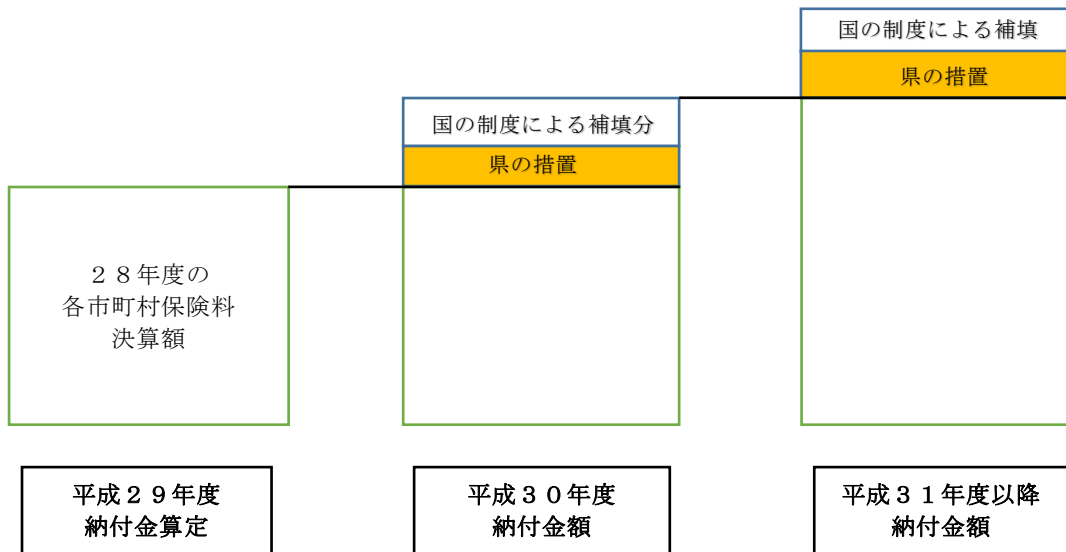 国の制度による補填
県の措置
国の制度による補填分
県の措置
２８年度の
各市町村保険料
決算額
平成２９年度
納付金算定
平成３０年度
納付金額
平成３１年度以降
納付金額